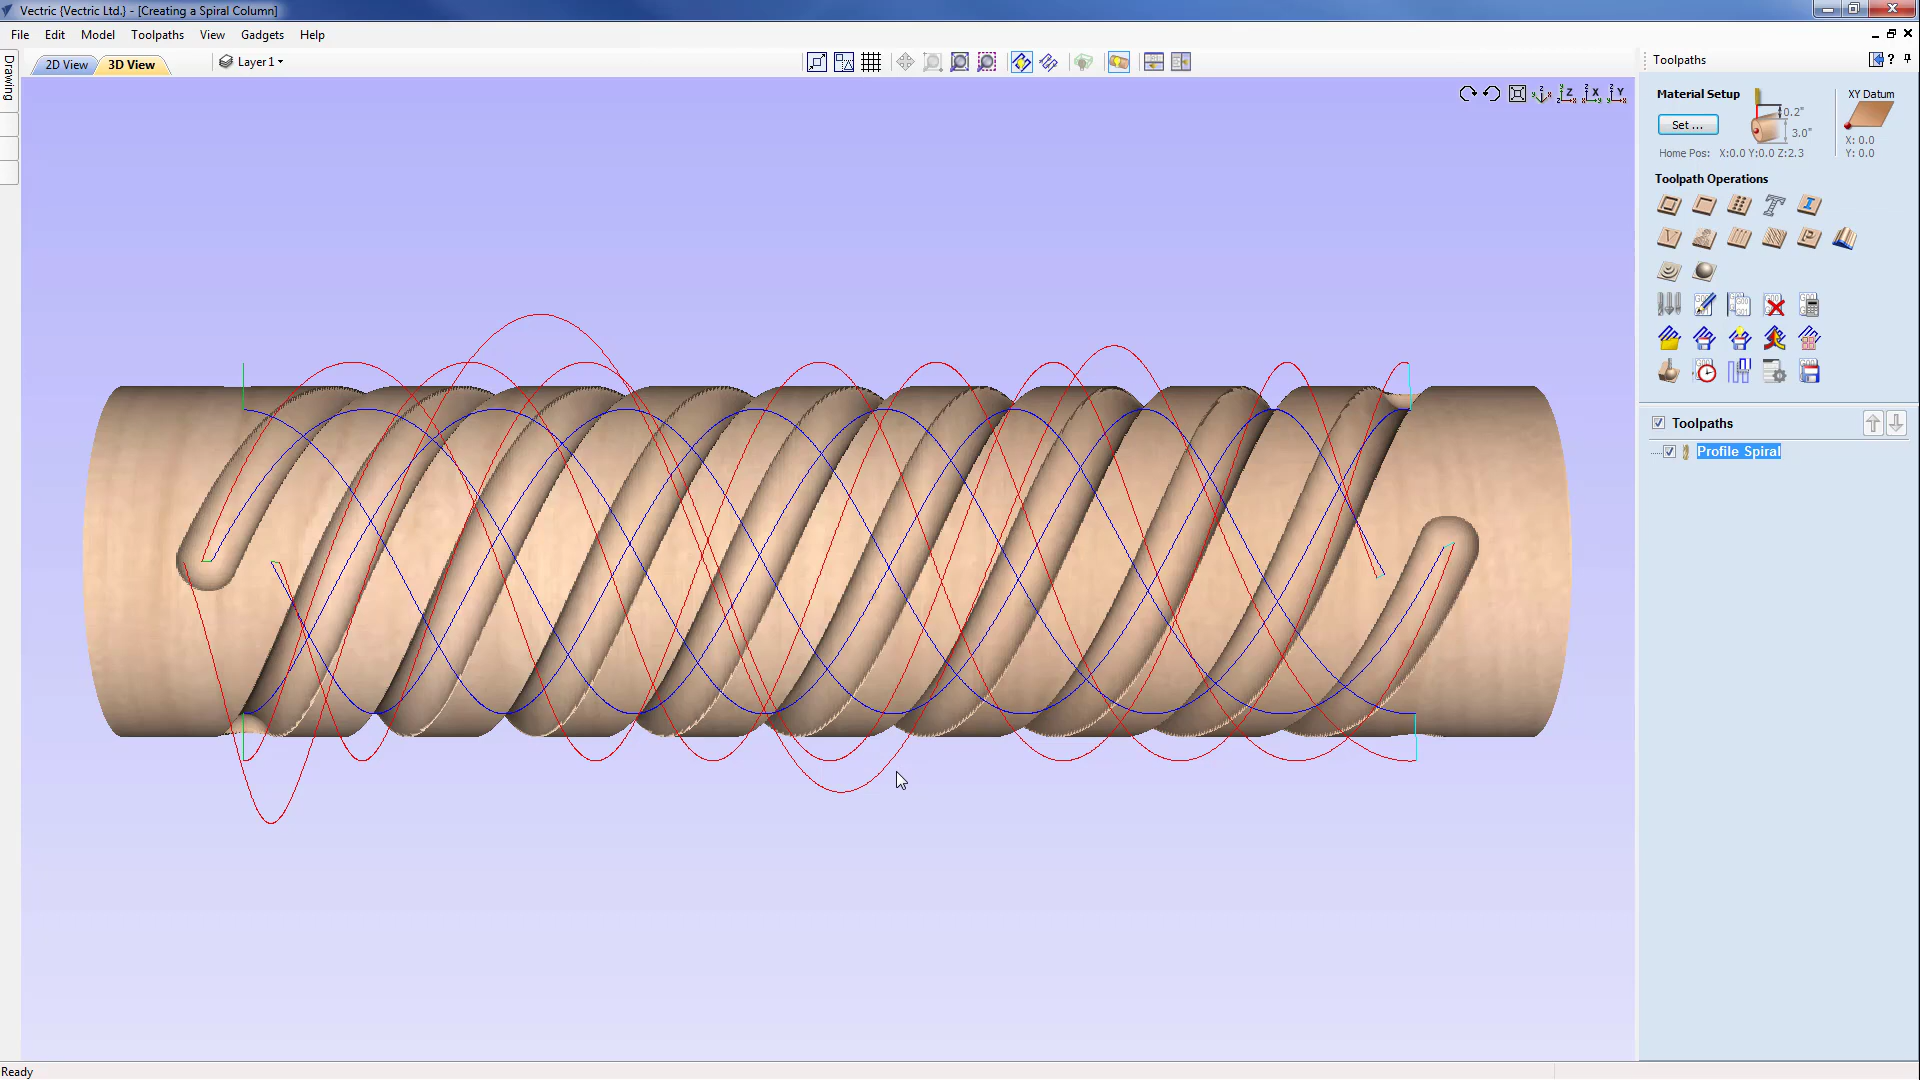 Vectric {Vectric Ltd.} - [Creating a Spiral Column]
File Edit Model Toolpaths View Gadgets Help
Drawing
2D View 3D View Layer 1
Toolpaths ?
Material Setup
XY Datum
Set ...
0.2"
3.0"
X: 0.0
Y: 0.0
Home Pos: X:0.0 Y:0.0 Z:2.3
Toolpath Operations
Toolpaths
Profile Spiral
Ready